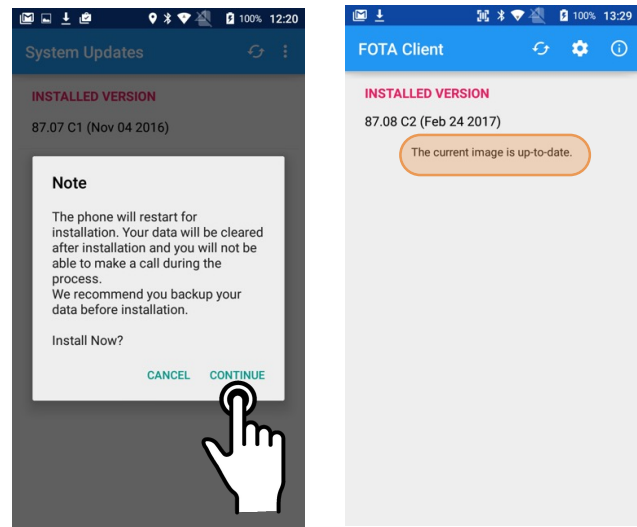 100% 12:20
System Updates
INSTALLED VERSION
87.07 C1 (Nov 04 2016)
Note
The phone will restart for
installation. Your data will be cleared
after installation and you will not be
able to make a call during the
process.
We recommend you backup your
data before installation.
Install Now?
CANCEL CONTINUE
100% 13:29
FOTA Client
INSTALLED VERSION
87.08 C2 (Feb 24 2017)
The current image is up-to-date.